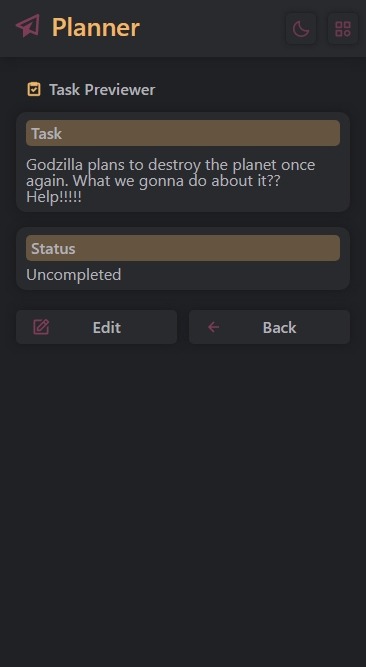 Planner
Task Previewer
Task
Godzilla plans to destroy the planet once
again. What we gonna do about it??
Help!!!!!
Status
Uncompleted
Edit
Back